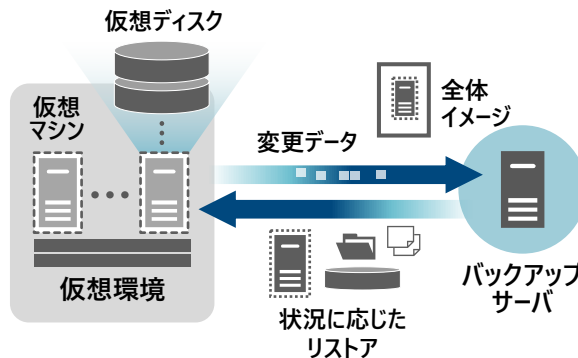 仮想ディスク
仮想
マシン
全体
イメージ
変更データ
仮想環境
状況に応じた
リストア
バックアップ
サーバ